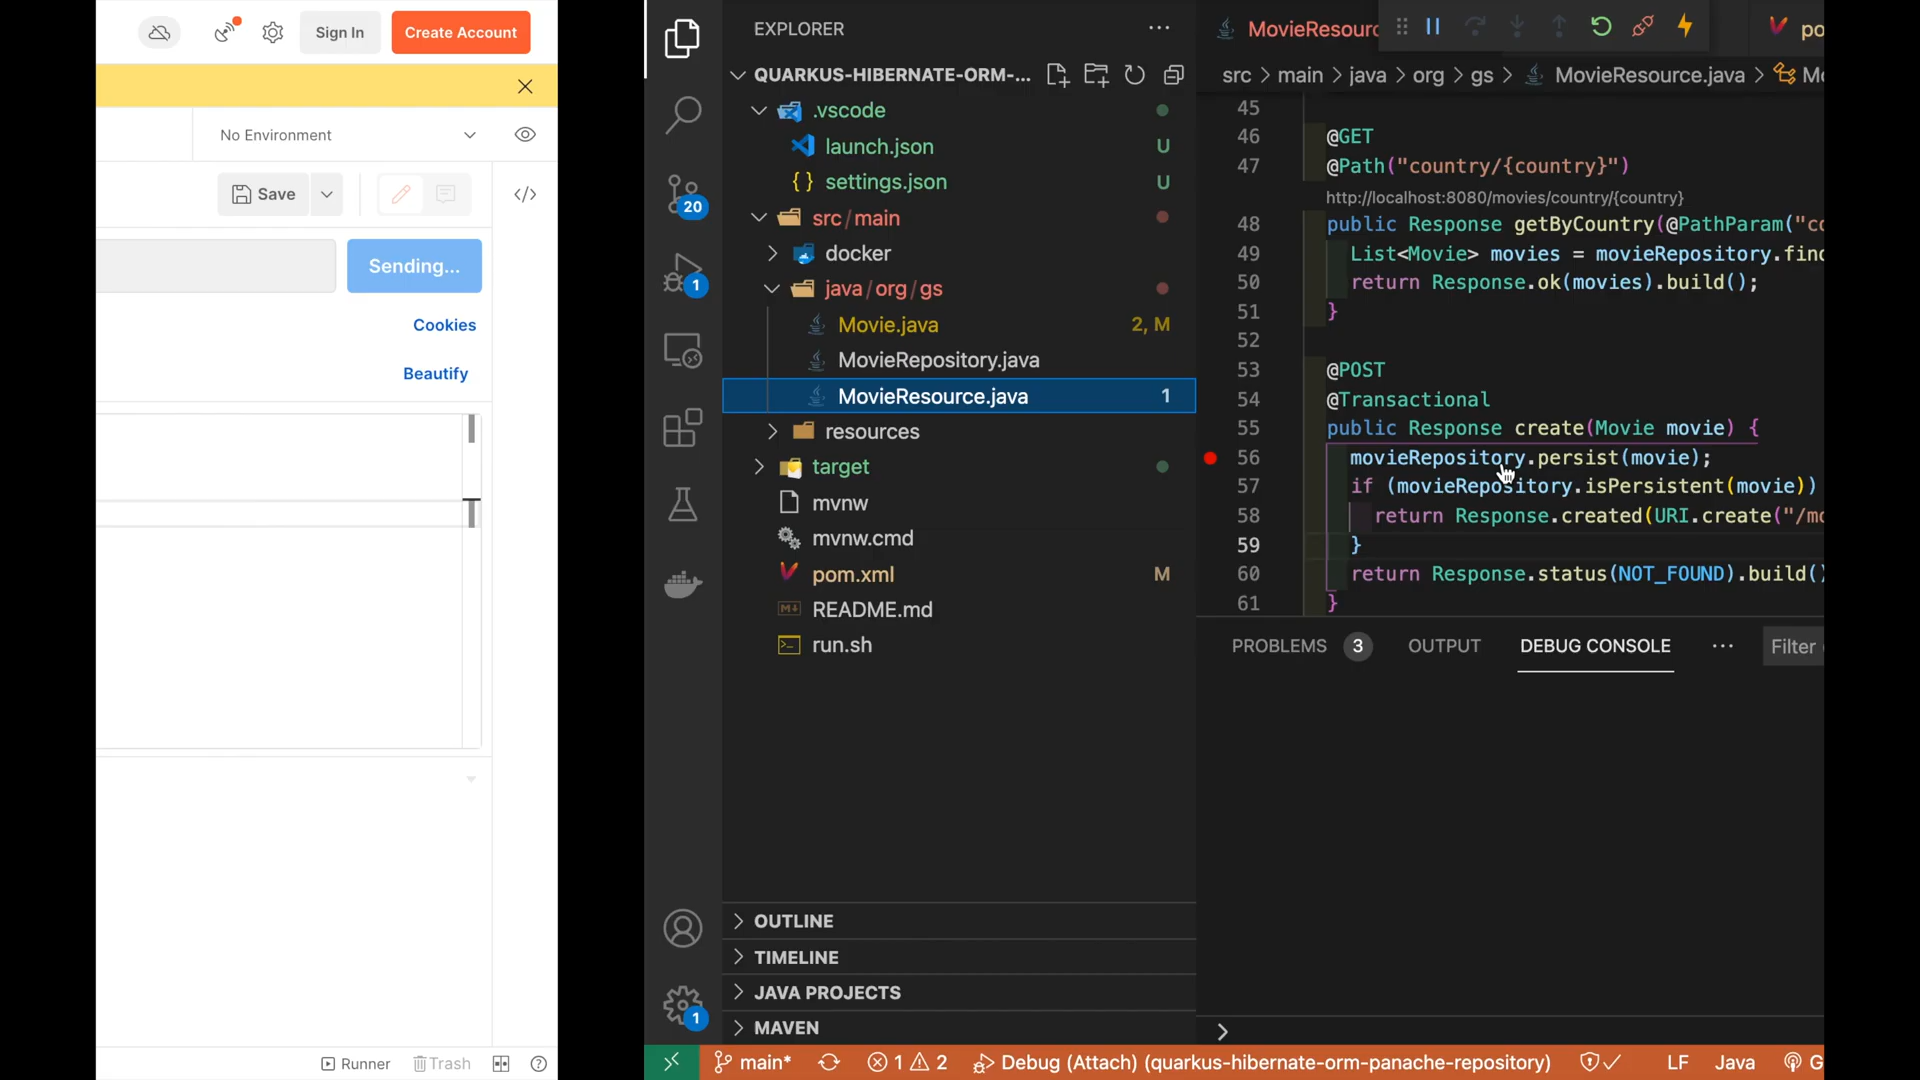 Sign In
Create Account
No Environment
Save
Sending...
Cookies
Beautify
Runner
Trash
EXPLORER
QUARKUS-HIBERNATE-ORM-...
.vscode
launch.json U
{} settings.json U
src/main
docker
java/org/gs
Movie.java 2, M
MovieRepository.java
MovieResource.java 1
resources
target
mvnw
mvnw.cmd
pom.xml M
README.md
run.sh
20
1
1
OUTLINE
TIMELINE
JAVA PROJECTS
MAVEN
MovieResourc
po
src > main > java > org > gs > MovieResource.java > Mo
45
46 @GET
47 @Path("country/{country}")
http://localhost:8080/movies/country/{country}
48 public Response getByCountry(@PathParam("co
49 List<Movie> movies = movieRepository.find
50 return Response.ok(movies).build();
51 }
52
53 @POST
54 @Transactional
55 public Response create(Movie movie) {
56 movieRepository.persist(movie);
57 if (movieRepository.isPersistent(movie))
58 return Response.created(URI.create("/mo
59 }
60 return Response.status(NOT_FOUND).build()
61 }
PROBLEMS 3 OUTPUT DEBUG CONSOLE ... Filter
main* 1 2 Debug (Attach) (quarkus-hibernate-orm-panache-repository) LF Java G